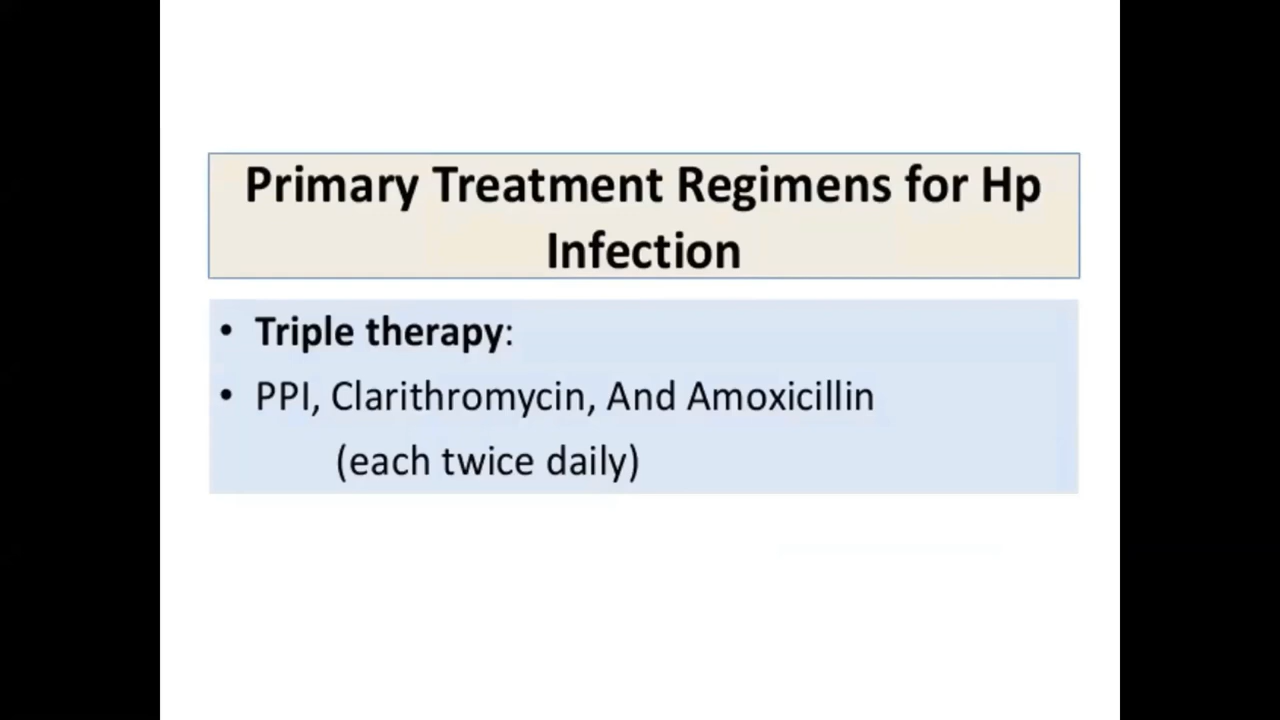 Primary Treatment Regimens for Hp
Infection
• Triple therapy:
• PPI, Clarithromycin, And Amoxicillin
(each twice daily)